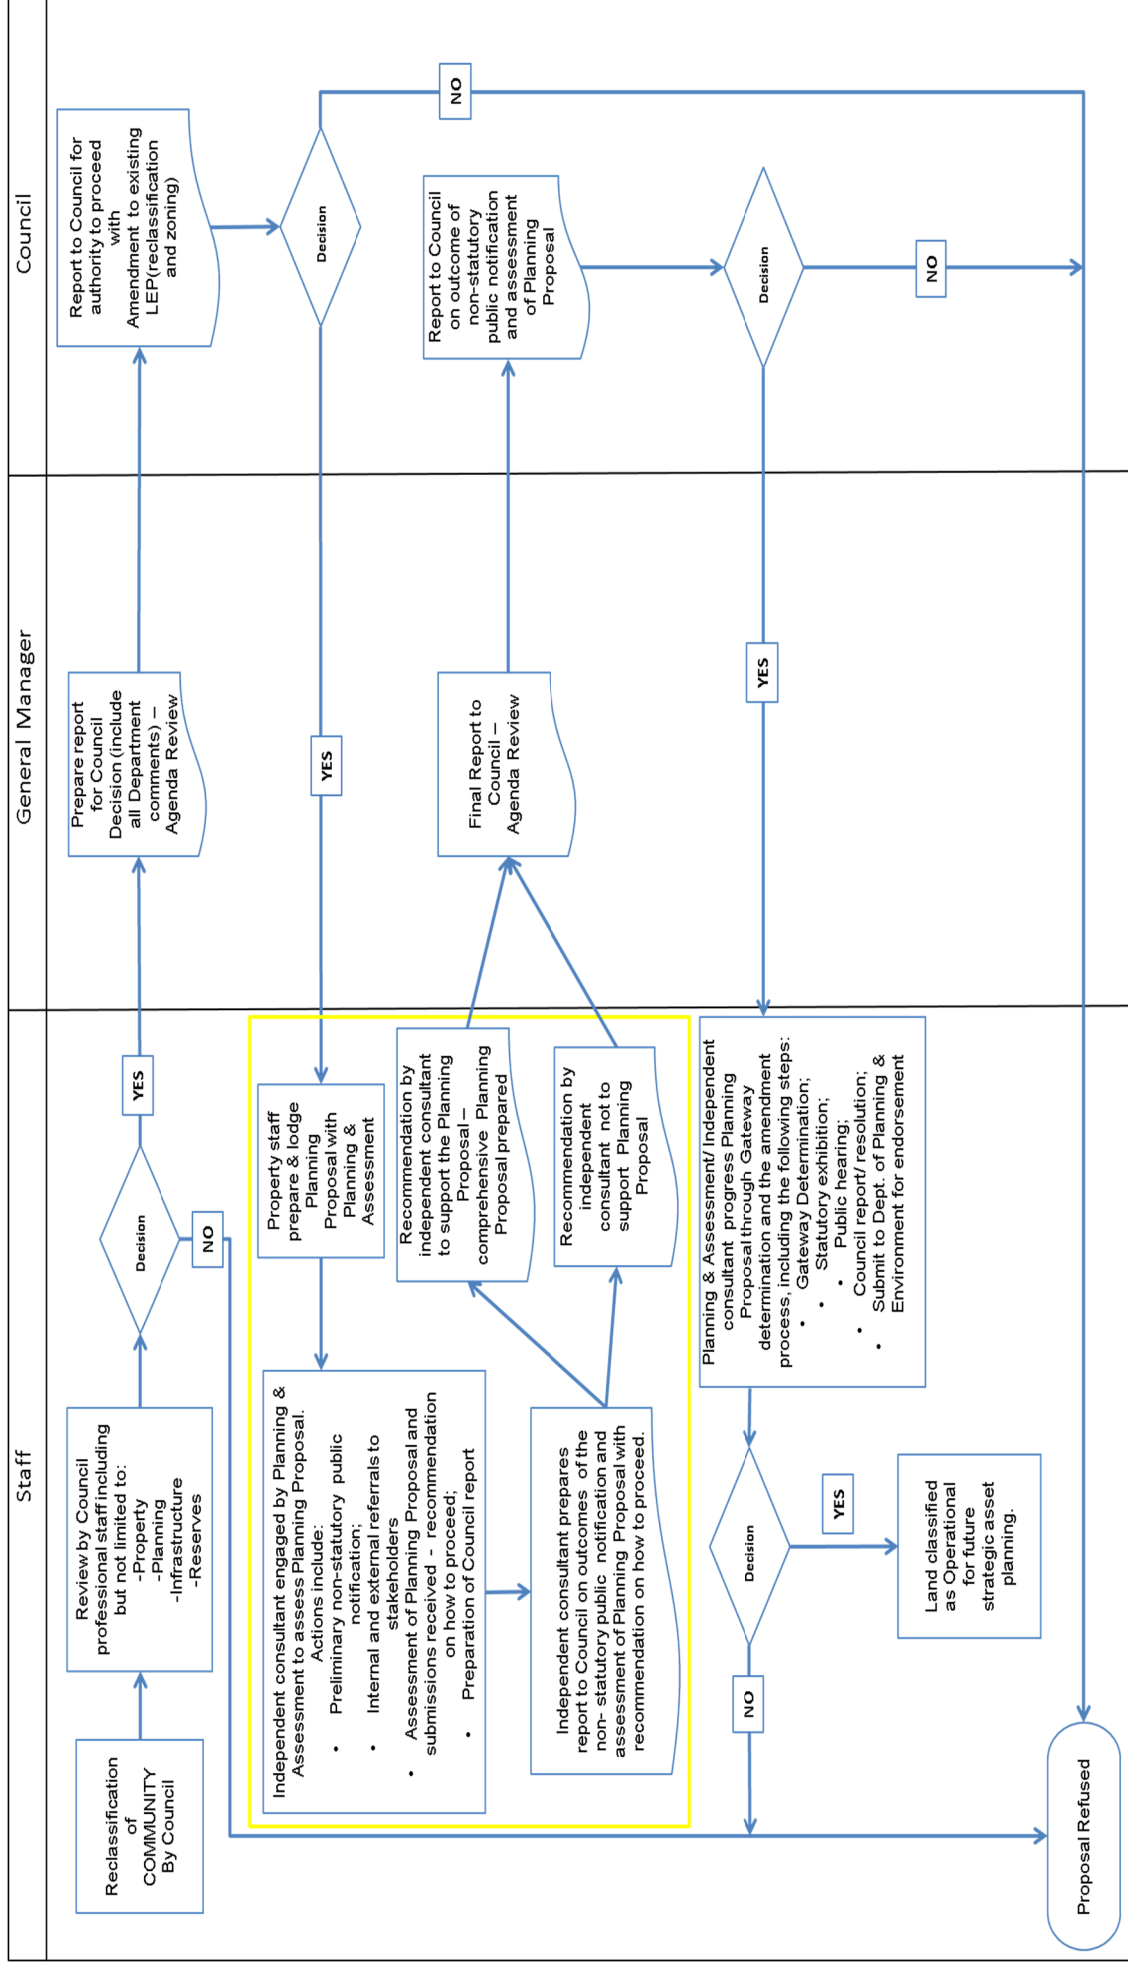 Staff
General Manager
Council
Reclassification
of
COMMUNITY
By Council
Review by Council
professional staff including
but not limited to:
-Property
-Planning
-Infrastructure
-Reserves
Decision
YES
NO
Prepare report
for Council
Decision (include
all Department
comments) –
Agenda Review
Report to Council for
authority to proceed
with
Amendment to existing
LEP(reclassification
and zoning)
Decision
NO
YES
Property staff
prepare & lodge
Planning
Proposal with
Planning &
Assessment
Independent consultant engaged by Planning &
Assessment to assess Planning Proposal.
Actions include:
• Preliminary non-statutory public
notification;
• Internal and external referrals to
stakeholders
• Assessment of Planning Proposal and
submissions received - recommendation
on how to proceed;
• Preparation of Council report
Independent consultant prepares
report to Council on outcomes of the
non- statutory public notification and
assessment of Planning Proposal with
recommendation on how to proceed.
Recommendation by
independent consultant
to support the Planning
Proposal –
comprehensive Planning
Proposal prepared
Recommendation by
independent
consultant not to
support Planning
Proposal
Final Report to
Council –
Agenda Review
Report to Council
on outcome of
non-statutory
public notification
and assessment
of Planning
Proposal
Decision
NO
YES
Planning & Assessment/ Independent
consultant progress Planning
Proposal through Gateway
determination and the amendment
process, including the following steps:
• Gateway Determination;
• Statutory exhibition;
• Public hearing;
• Council report/ resolution;
• Submit to Dept. of Planning &
Environment for endorsement
Decision
YES
NO
Land classified
as Operational
for future
strategic asset
planning.
Proposal Refused